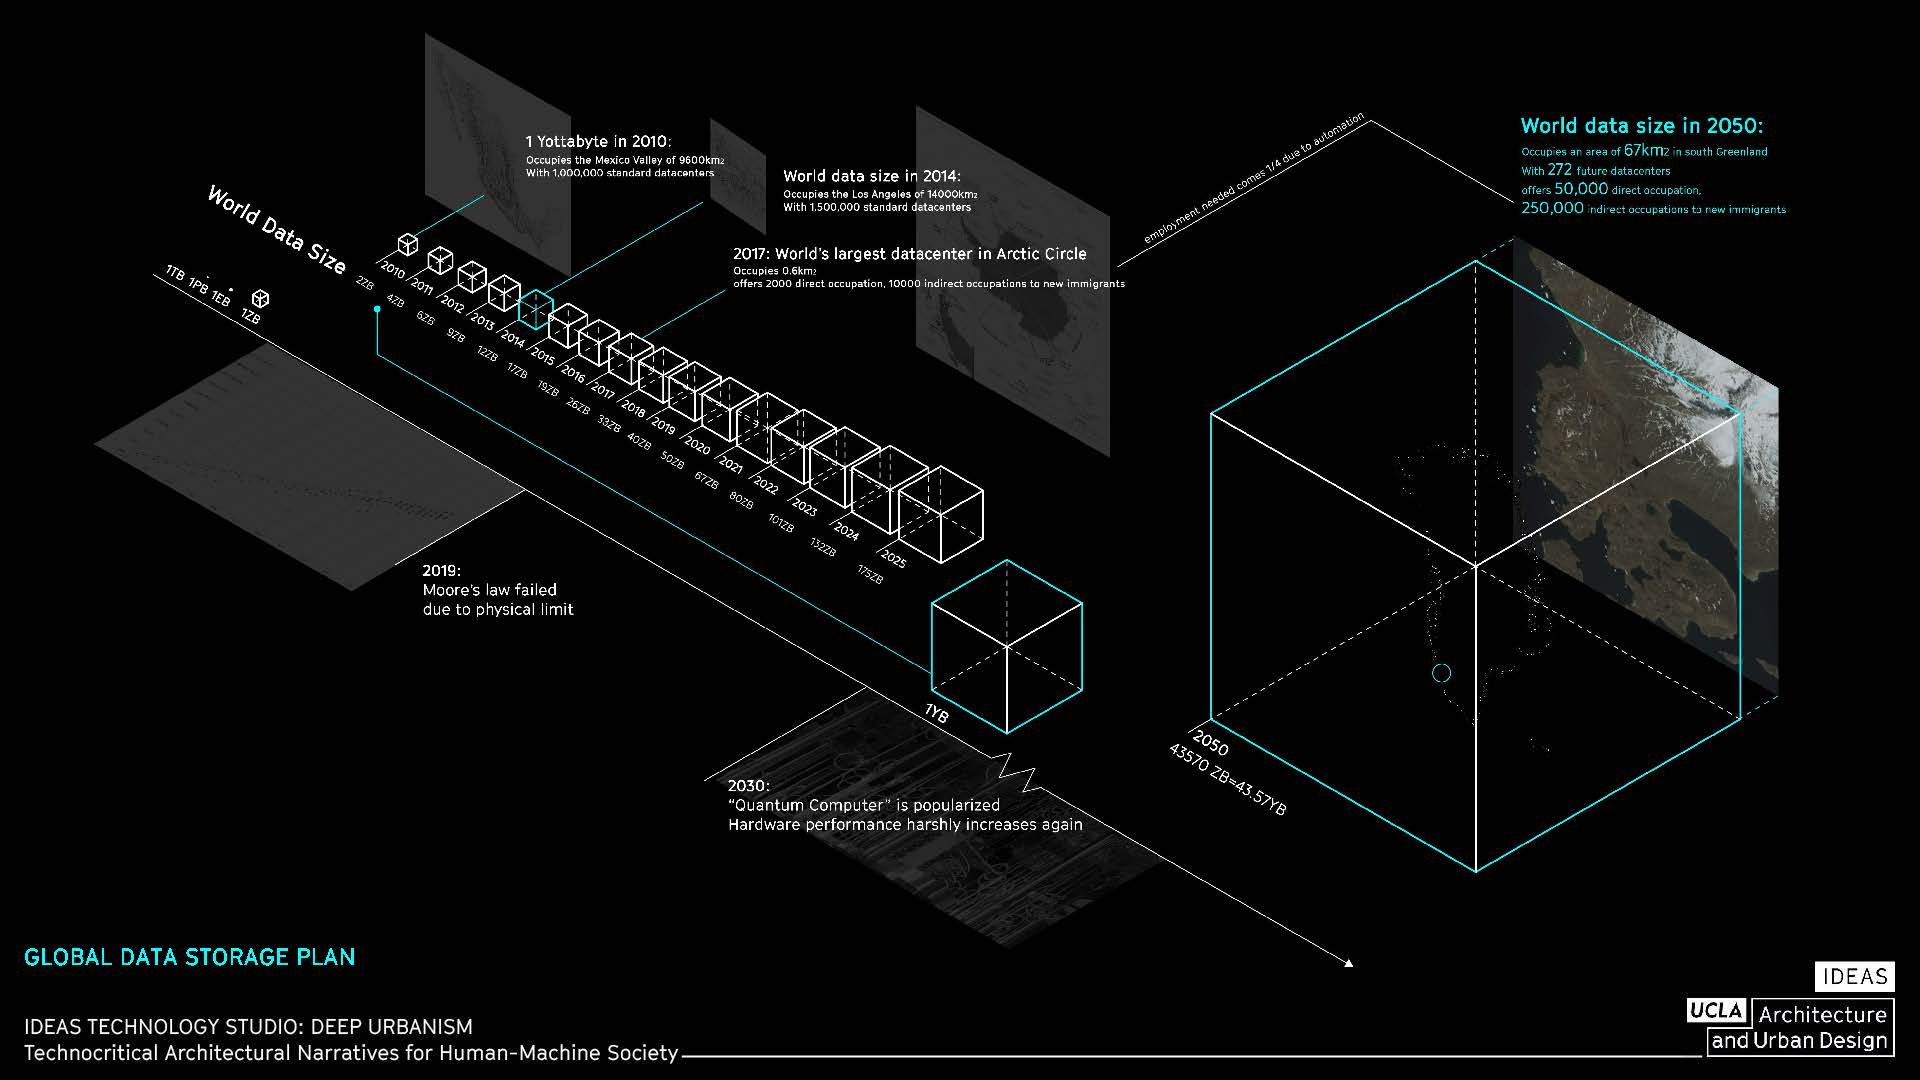 1 Yottabyte in 2010:
Occupies the Mexico Valley of 9600km2
With 1,000,000 standard datacenters
World data size in 2014:
Occupies the Los Angeles of 14000km2
With 1,500,000 standard datacenters
2017: World's largest datacenter in Arctic Circle
Occupies 0.6km2
offers 2000 direct occupation, 10000 indirect occupations to new immigrants
employment needed comes 1/4 due to automation
World data size in 2050:
Occupies an area of 67km2 in south Greenland
With 272 future datacenters
offers 50,000 direct occupation,
250,000 indirect occupations to new immigrants
World Data Size
1TB 1PB 1EB 1ZB
2010 /2011 /2012 /2013 /2014 /2015 /2016 /2017 /2018 /2019 /2020 /2021 /2022 /2023 /2024 /2025
2ZB 4ZB 6ZB 9ZB 12ZB 17ZB 19ZB 26ZB 33ZB 40ZB 50ZB 67ZB 80ZB 101ZB 132ZB 175ZB
2019:
Moore's law failed
due to physical limit
1YB
2030:
"Quantum Computer" is popularized
Hardware performance harshly increases again
2050
43570 ZB=43.57YB
GLOBAL DATA STORAGE PLAN
IDEAS TECHNOLOGY STUDIO: DEEP URBANISM
Technocritical Architectural Narratives for Human-Machine Society
IDEAS
UCLA Architecture
and Urban Design